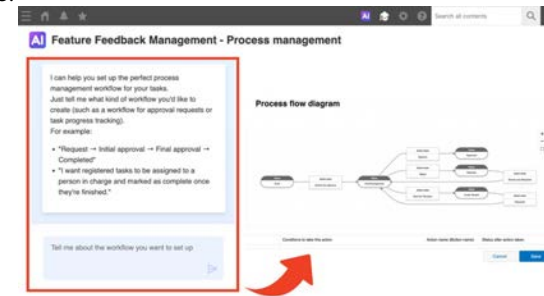 AI
Search all contents
AI Feature Feedback Management - Process management
I can help you set up the perfect process
management workflow for your tasks.
Just tell me what kind of workflow you'd like to
create (such as a workflow for approval requests or
task progress tracking).
For example:
• "Request → Initial approval → Final approval →
Completed"
• "I want registered tasks to be assigned to a
person in charge and marked as complete once
they're finished."
Tell me about the workflow you want to set up
Process flow diagram
Conditions to take this action
Action name (Button name)
Status after action taken
Cancel
Save